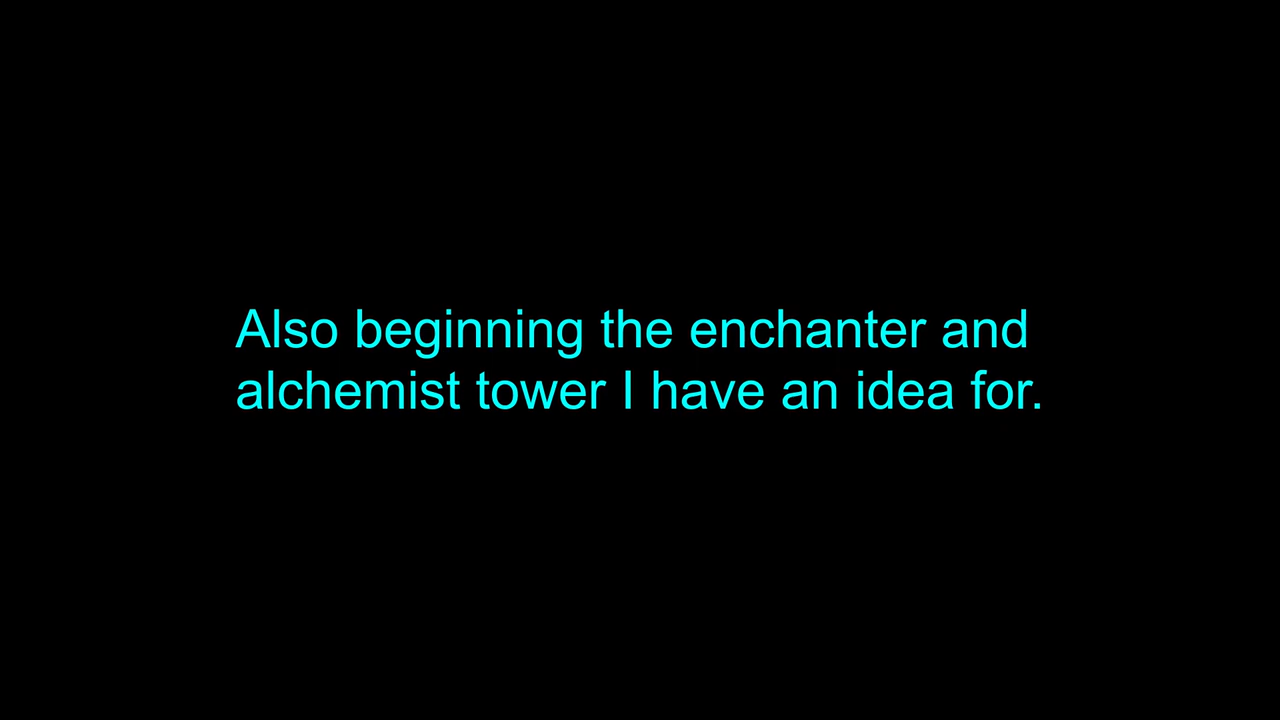 Also beginning the enchanter and
alchemist tower I have an idea for.